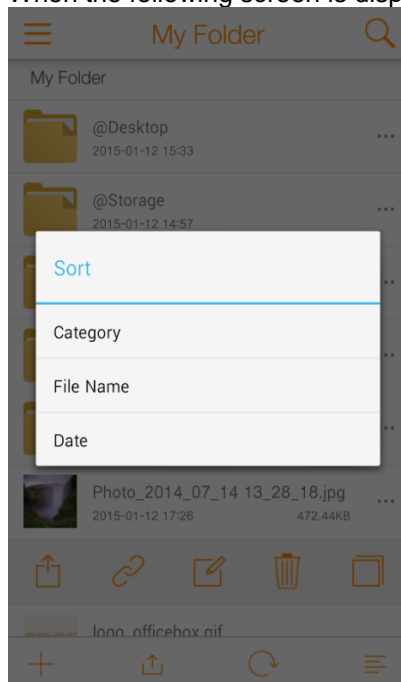 When the following screen is disp
My Folder
My Folder
@Desktop
2015-01-12 15:33
@Storage
2015-01-12 14:57
Sort
Category
File Name
Date
Photo_2014_07_14 13_28_18.jpg
2015-01-12 17:26 472.44KB
logo_officebox.gif